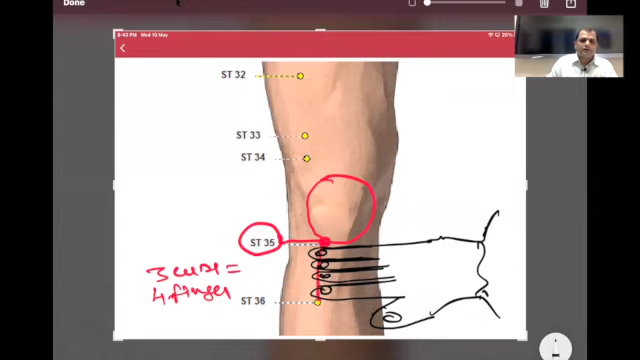 Done
8:43 PM Wed 19 May
ST 32
ST 33
ST 34
ST 35
3 cun =
4 finger
ST 36